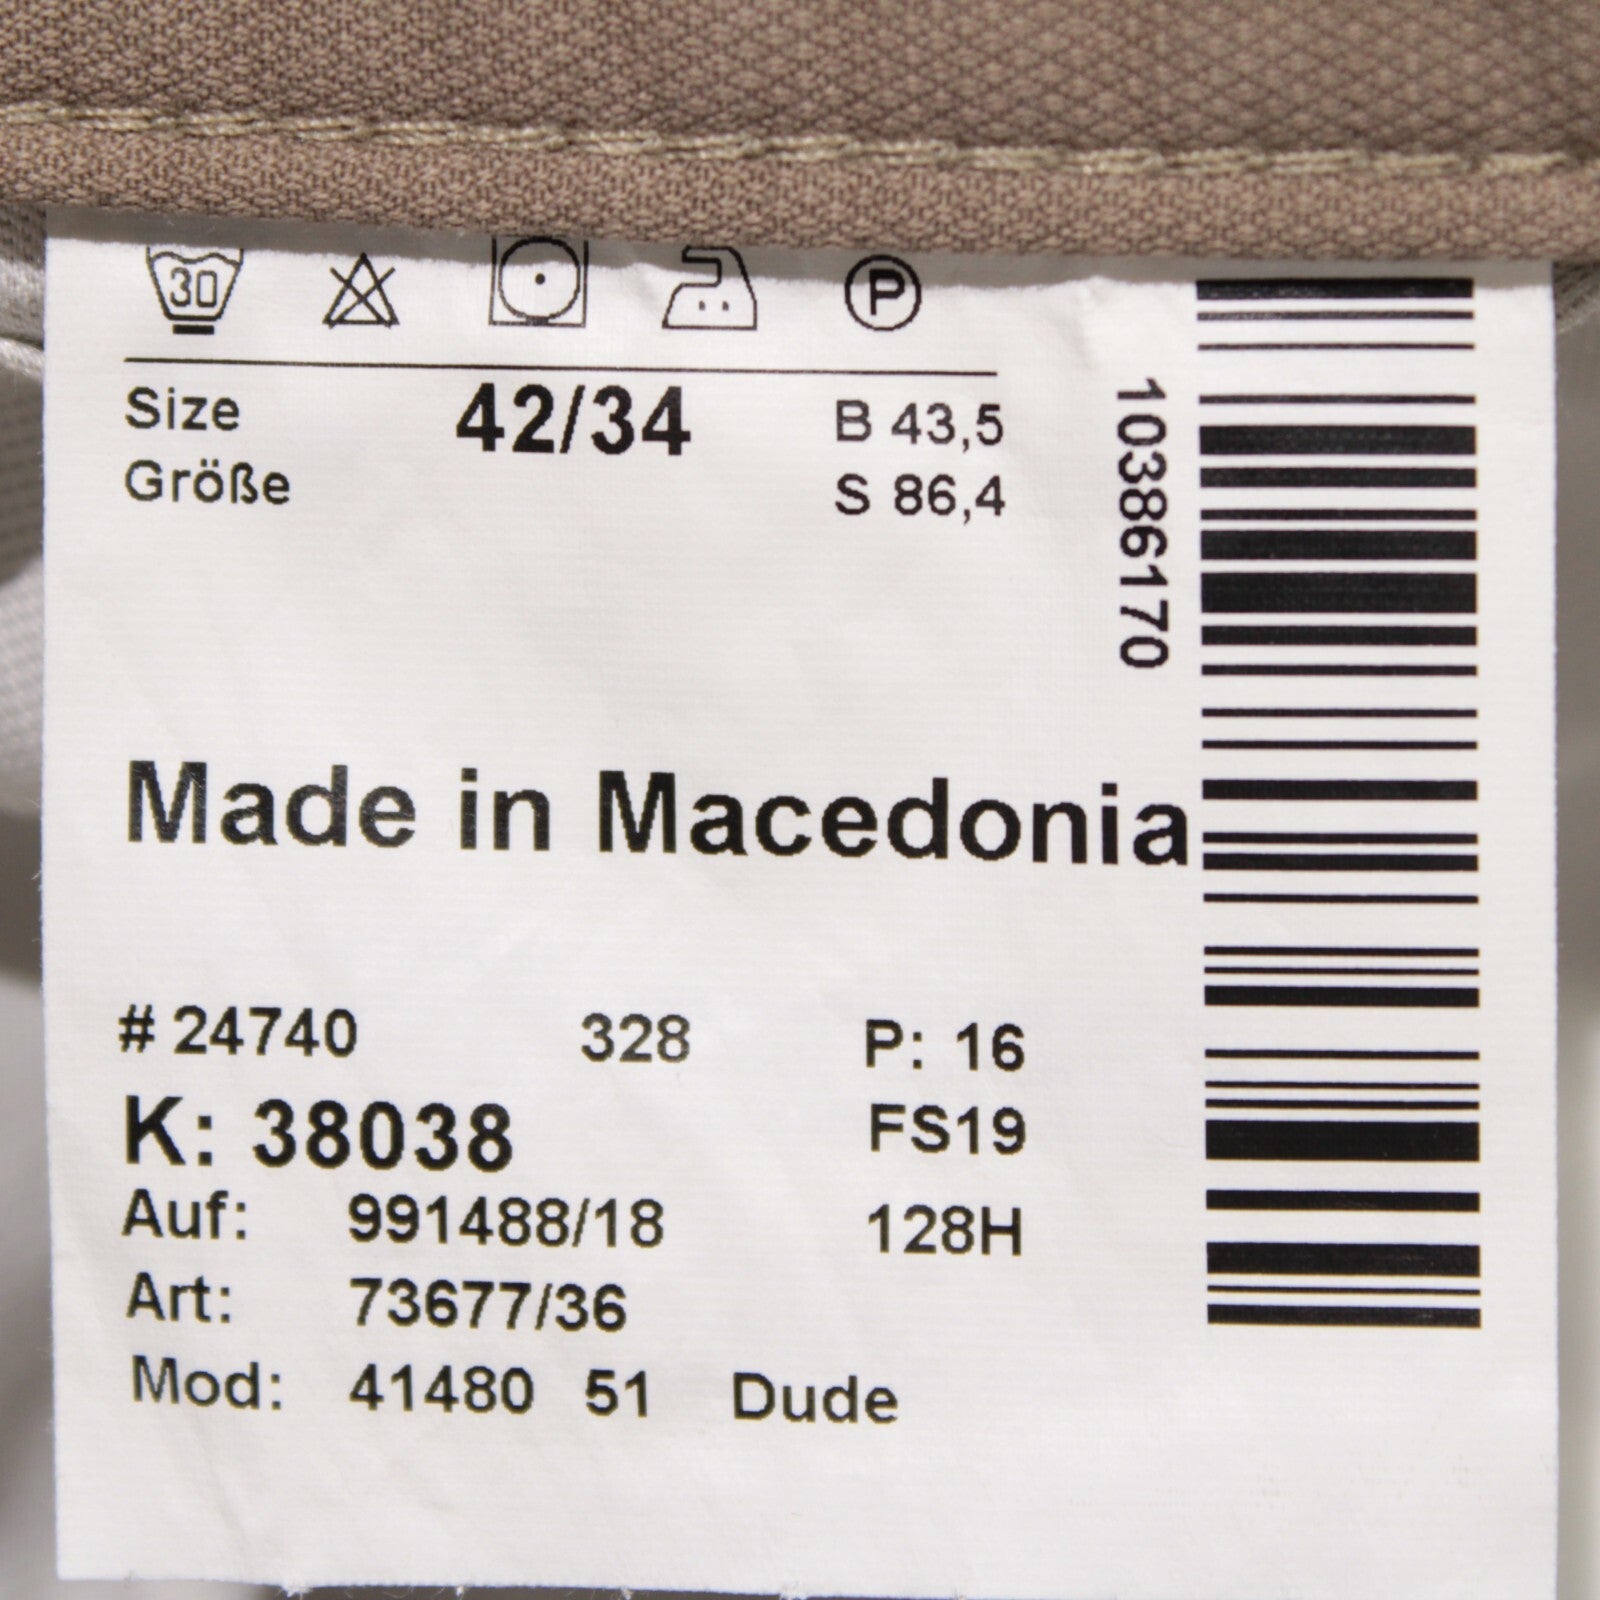 30 P
Size 42/34 B 43,5
Größe S 86,4
10386170
Made in Macedonia
# 24740 328 P: 16
K: 38038 FS19
Auf: 991488/18 128H
Art: 73677/36
Mod: 41480 51 Dude